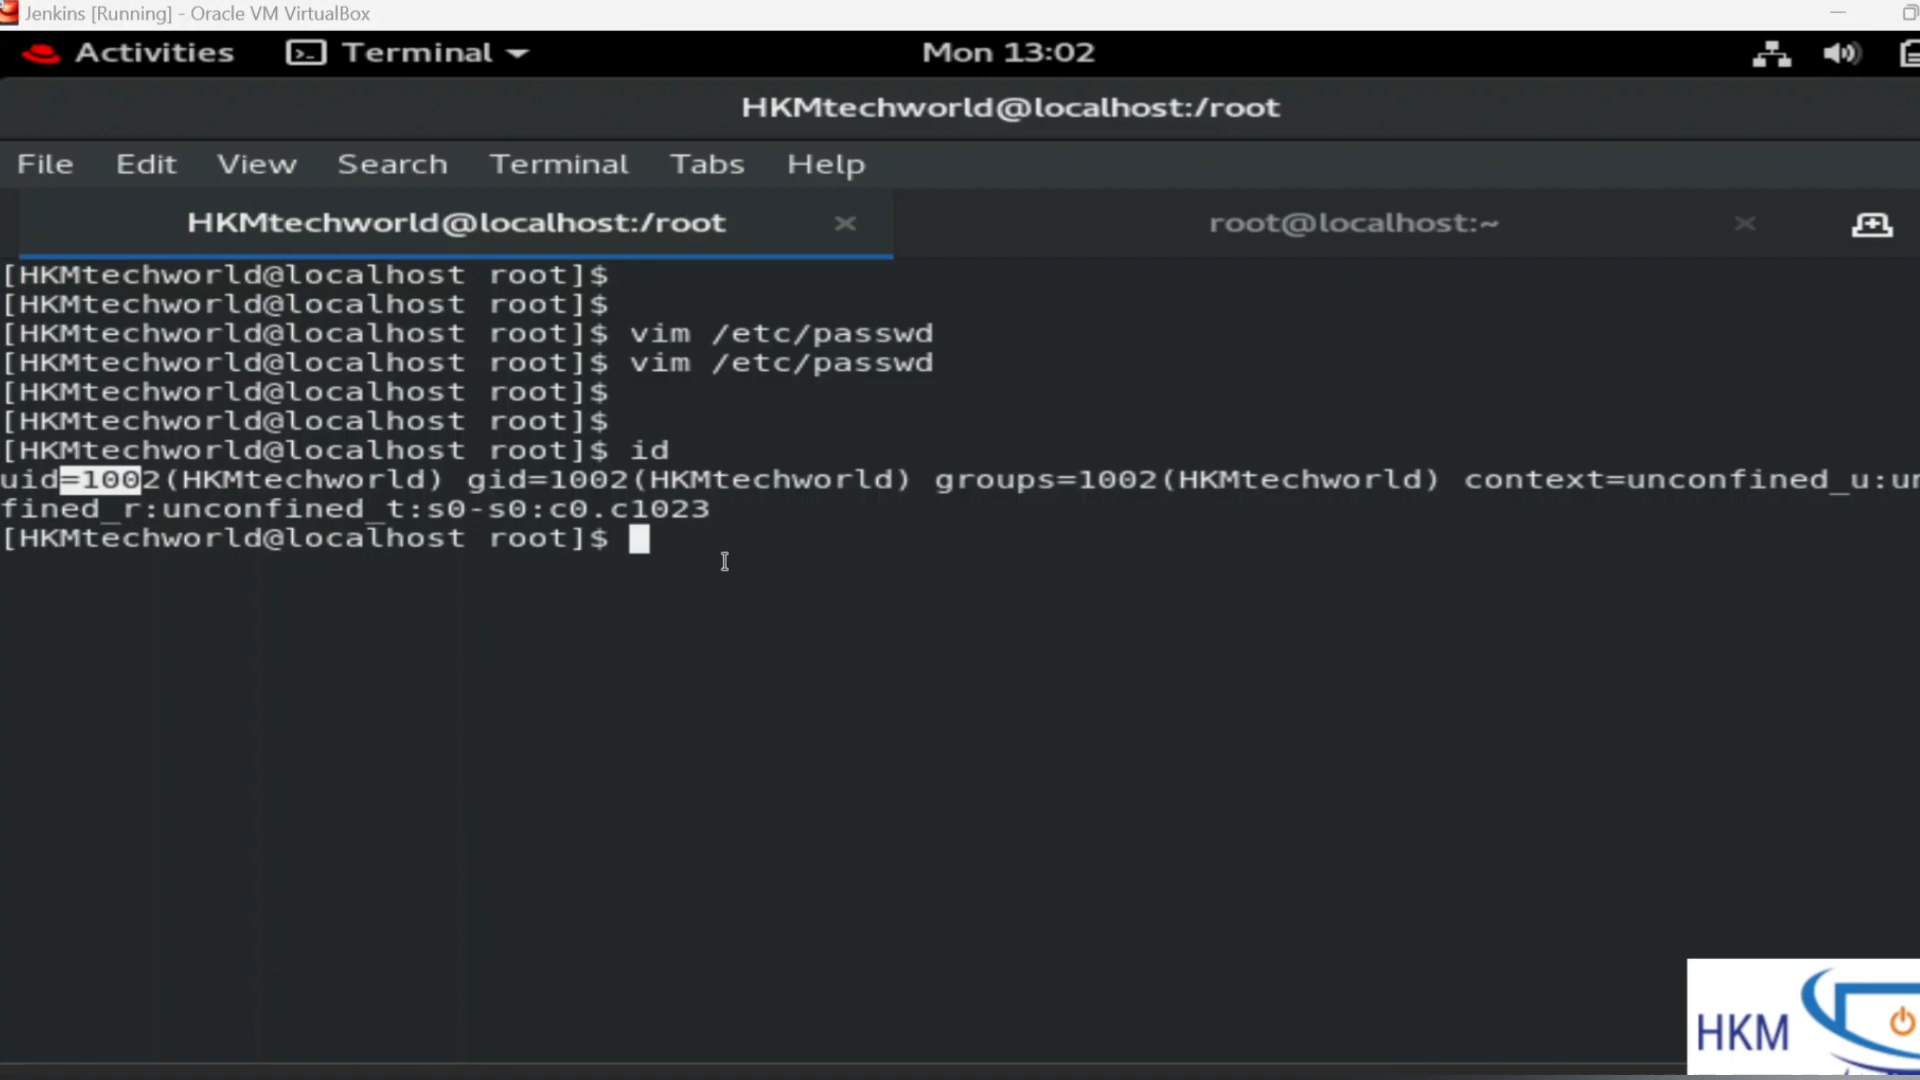 Jenkins [Running] - Oracle VM VirtualBox
Activities Terminal Mon 13:02
HKMtechworld@localhost:/root
File Edit View Search Terminal Tabs Help
HKMtechworld@localhost:/root root@localhost:~
[HKMtechworld@localhost root]$
[HKMtechworld@localhost root]$
[HKMtechworld@localhost root]$ vim /etc/passwd
[HKMtechworld@localhost root]$ vim /etc/passwd
[HKMtechworld@localhost root]$
[HKMtechworld@localhost root]$
[HKMtechworld@localhost root]$ id
uid=1002(HKMtechworld) gid=1002(HKMtechworld) groups=1002(HKMtechworld) context=unconfined_u:un
fined_r:unconfined_t:s0-s0:c0.c1023
[HKMtechworld@localhost root]$
HKM